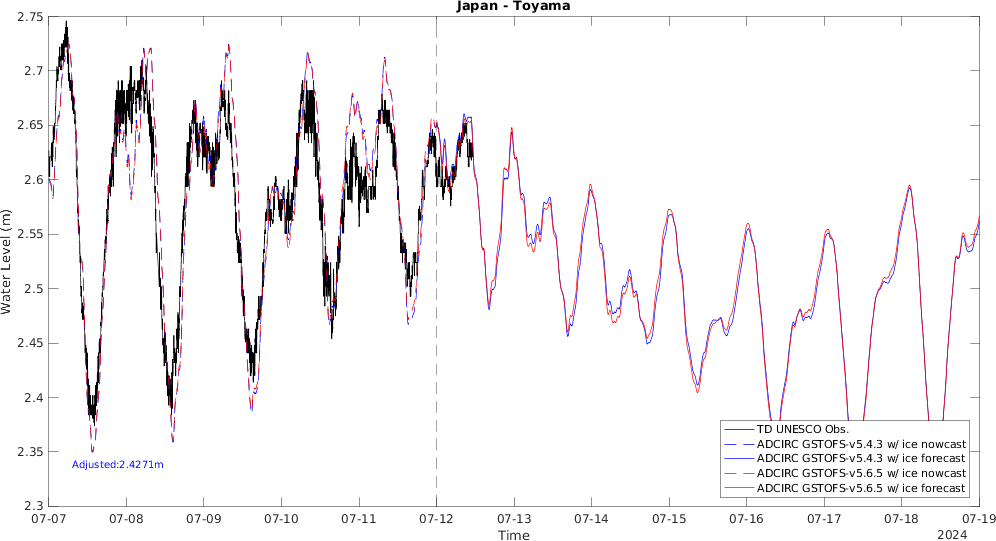 Japan - Toyama
2.75
2.7
2.65
2.6
2.55
2.5
2.45
2.4
2.35
2.3
Water Level (m)
Adjusted:2.4271m
TD UNESCO Obs.
ADCIRC GSTOFS-v5.4.3 w/ ice nowcast
ADCIRC GSTOFS-v5.4.3 w/ ice forecast
ADCIRC GSTOFS-v5.6.5 w/ ice nowcast
ADCIRC GSTOFS-v5.6.5 w/ ice forecast
07-07 07-08 07-09 07-10 07-11 07-12 07-13 07-14 07-15 07-16 07-17 07-18 07-19
Time
2024